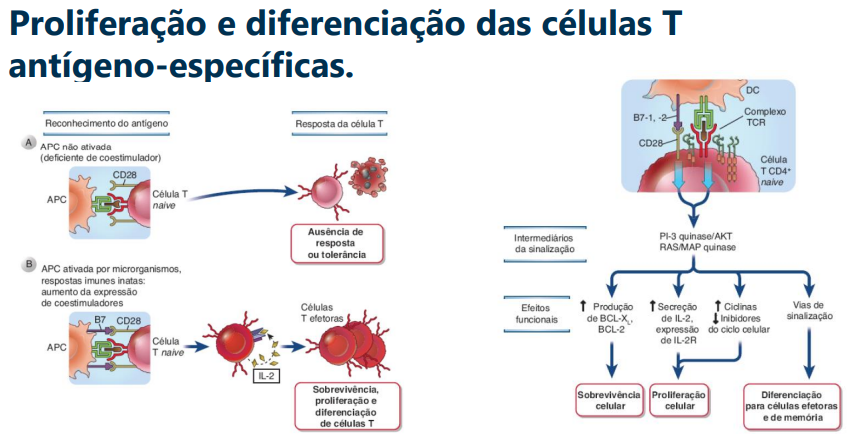 Proliferação e diferenciação das células T
antígeno-específicas.
Reconhecimento do antígeno
Resposta da célula T
A
APC não ativada
(deficiente de coestimulador)
CD28
APC
Célula T
naive
Ausência de
resposta
ou tolerância
B
APC ativada por microrganismos,
respostas imunes inatas:
aumento da expressão
de coestimuladores
B7
CD28
APC
Célula
T naive
IL-2
Células
T efetoras
Sobrevivência,
proliferação e
diferenciação
de células T
DC
B7-1, -2
Complexo
TCR
CD28
Célula
T CD4+
naive
Intermediários
da sinalização
PI-3 quinase/AKT
RAS/MAP quinase
Efeitos
funcionais
↑ Produção
de BCL-XL,
BCL-2
↑ Secreção
de IL-2,
expressão
de IL-2R
↑ Ciclinas
↓ Inibidores
do ciclo celular
Vias de
sinalização
Sobrevivência
celular
Proliferação
celular
Diferenciação
para células efetoras
e de memória